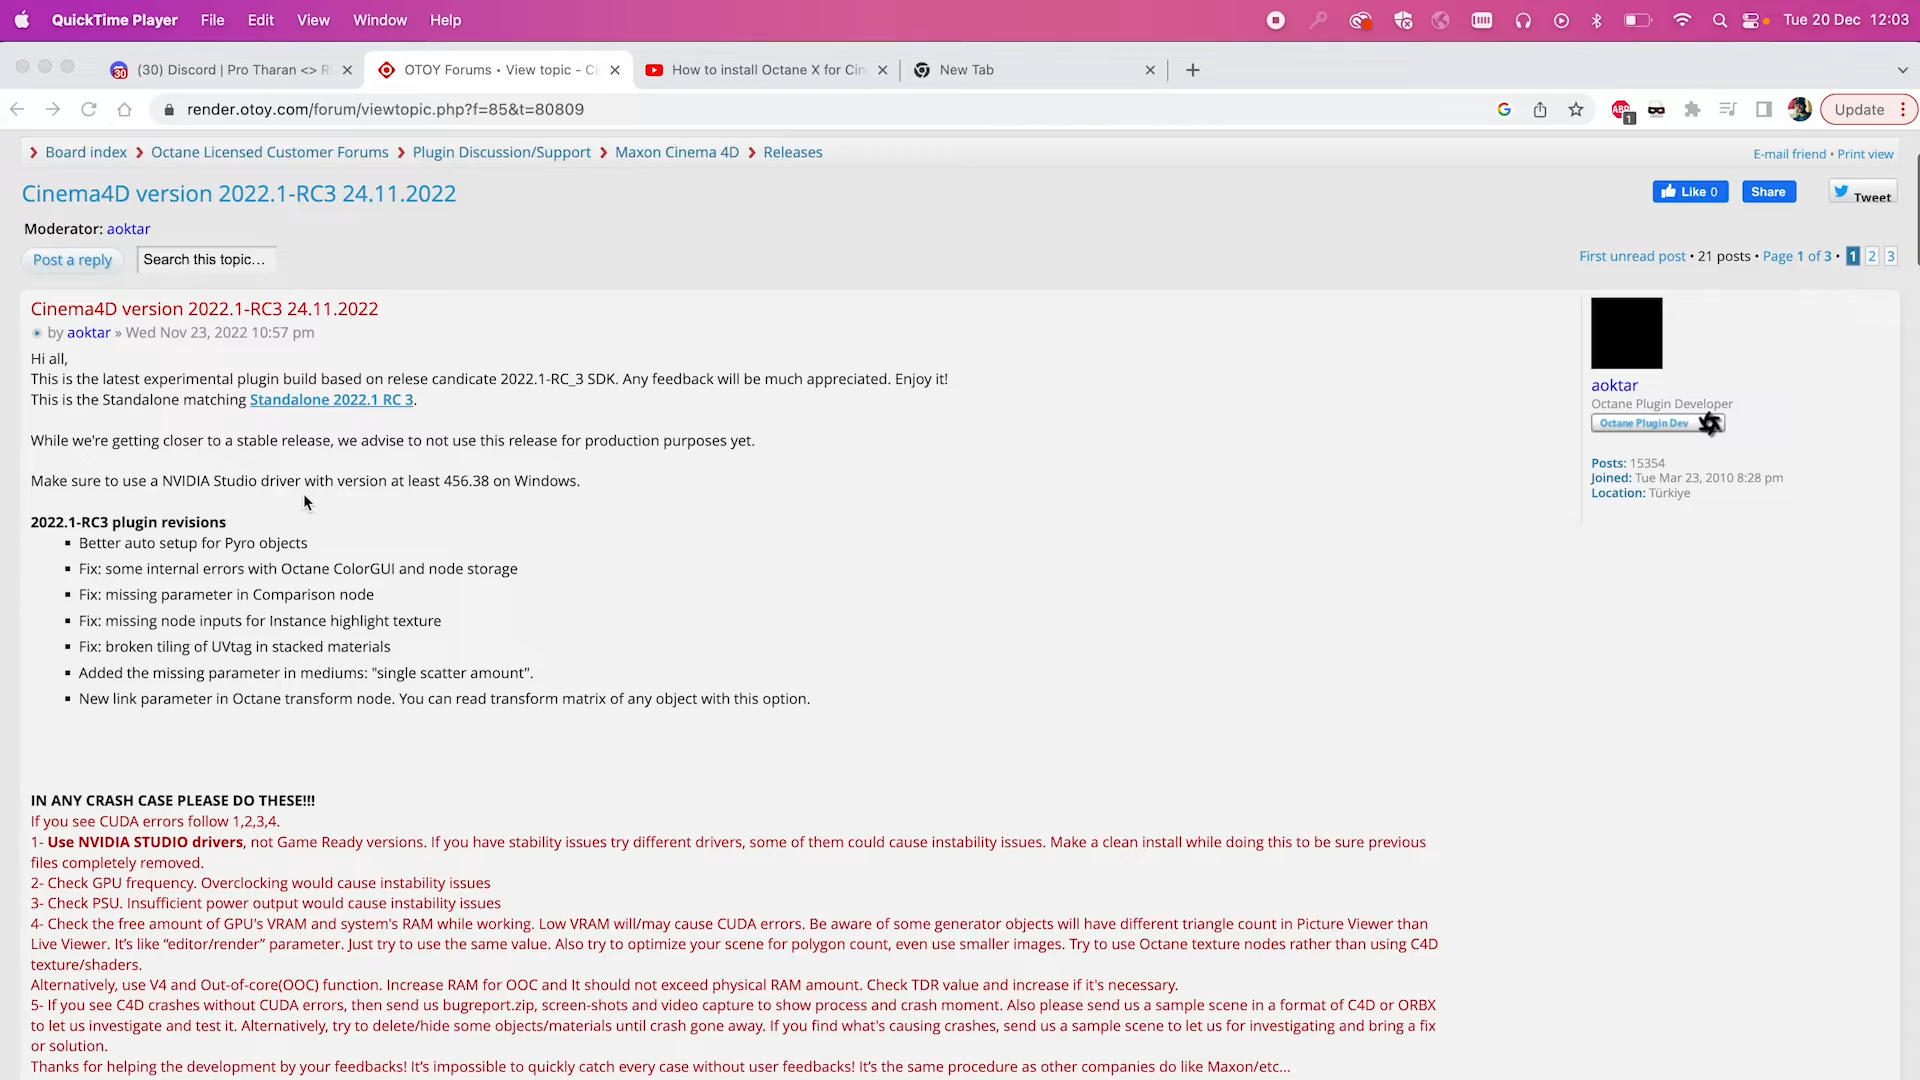 QuickTime Player File Edit View Window Help Tue 20 Dec 12:03
30 (30) Discord | Pro Tharan <> R OTOY Forums • View topic - Ci How to install Octane X for Cin New Tab
render.otoy.com/forum/viewtopic.php?f=85&t=80809 ABP 1 Update
Board index Octane Licensed Customer Forums Plugin Discussion/Support Maxon Cinema 4D Releases
E-mail friend • Print view
Cinema4D version 2022.1-RC3 24.11.2022
Like 0 Share Tweet
Moderator: aoktar
Post a reply Search this topic…
First unread post • 21 posts • Page 1 of 3 • 1 2 3
Cinema4D version 2022.1-RC3 24.11.2022
by aoktar » Wed Nov 23, 2022 10:57 pm
Hi all,
This is the latest experimental plugin build based on relese candicate 2022.1-RC_3 SDK. Any feedback will be much appreciated. Enjoy it!
This is the Standalone matching Standalone 2022.1 RC 3.
While we're getting closer to a stable release, we advise to not use this release for production purposes yet.
Make sure to use a NVIDIA Studio driver with version at least 456.38 on Windows.
2022.1-RC3 plugin revisions
Better auto setup for Pyro objects
Fix: some internal errors with Octane ColorGUI and node storage
Fix: missing parameter in Comparison node
Fix: missing node inputs for Instance highlight texture
Fix: broken tiling of UVtag in stacked materials
Added the missing parameter in mediums: "single scatter amount".
New link parameter in Octane transform node. You can read transform matrix of any object with this option.
IN ANY CRASH CASE PLEASE DO THESE!!!
If you see CUDA errors follow 1,2,3,4.
1- Use NVIDIA STUDIO drivers, not Game Ready versions. If you have stability issues try different drivers, some of them could cause instability issues. Make a clean install while doing this to be sure previous
files completely removed.
2- Check GPU frequency. Overclocking would cause instability issues
3- Check PSU. Insufficient power output would cause instability issues
4- Check the free amount of GPU's VRAM and system's RAM while working. Low VRAM will/may cause CUDA errors. Be aware of some generator objects will have different triangle count in Picture Viewer than
Live Viewer. It's like “editor/render” parameter. Just try to use the same value. Also try to optimize your scene for polygon count, even use smaller images. Try to use Octane texture nodes rather than using C4D
texture/shaders.
Alternatively, use V4 and Out-of-core(OOC) function. Increase RAM for OOC and It should not exceed physical RAM amount. Check TDR value and increase if it's necessary.
5- If you see C4D crashes without CUDA errors, then send us bugreport.zip, screen-shots and video capture to show process and crash moment. Also please send us a sample scene in a format of C4D or ORBX
to let us investigate and test it. Alternatively, try to delete/hide some objects/materials until crash gone away. If you find what's causing crashes, send us a sample scene to let us for investigating and bring a fix
or solution.
Thanks for helping the development by your feedbacks! It's impossible to quickly catch every case without user feedbacks! It's the same procedure as other companies do like Maxon/etc...
aoktar
Octane Plugin Developer
Octane Plugin Dev
Posts: 15354
Joined: Tue Mar 23, 2010 8:28 pm
Location: Türkiye